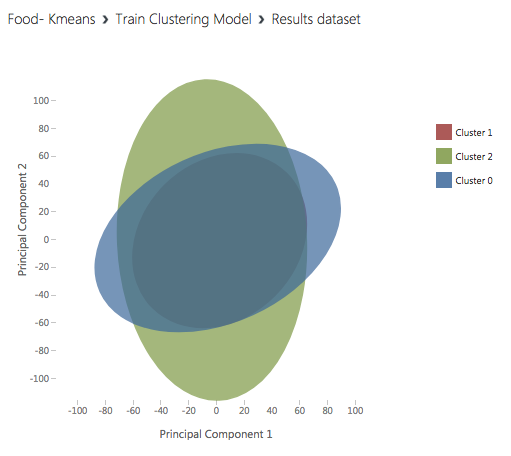 Food- Kmeans › Train Clustering Model › Results dataset
100
80
60
40
20
0
-20
-40
-60
-80
-100
Principal Component 2
-100 -80 -60 -40 -20 0 20 40 60 80 100
Principal Component 1
Cluster 1
Cluster 2
Cluster 0